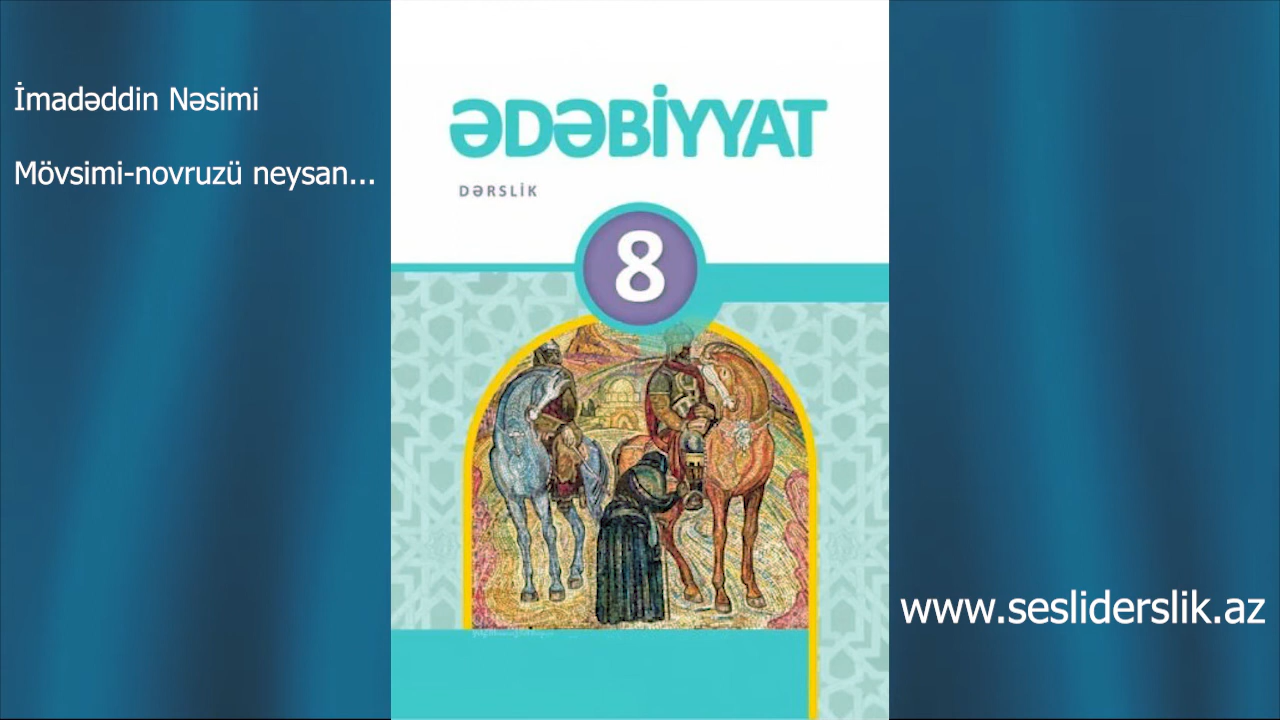 İmadəddin Nəsimi
Mövsimi-novruzü neysan...
ƏDƏBİYYAT
DƏRSLİK
8
www.sesliderslik.az